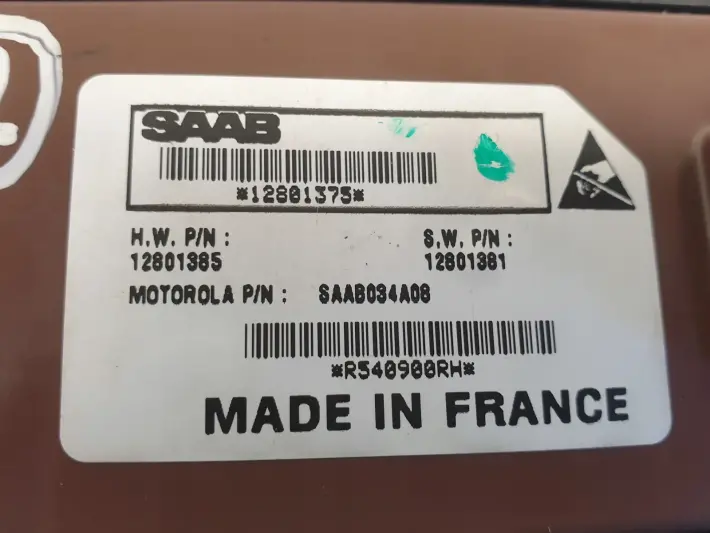 SAAB
*12801375*
H.W. P/N : S.W. P/N :
12801385 12801381
MOTOROLA P/N : SAAB034A08
*R540900RH*
MADE IN FRANCE